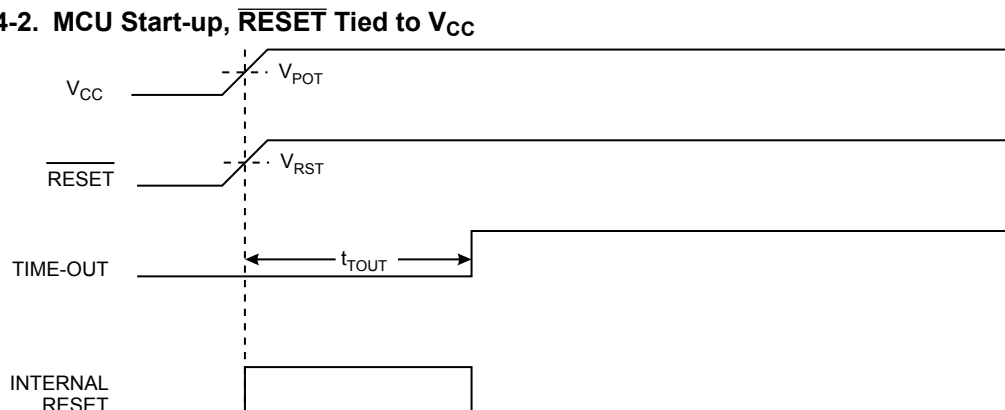 4-2. MCU Start-up, RESET Tied to VCC
VCC
VPOT
RESET
VRST
TIME-OUT
tTOUT
INTERNAL
RESET